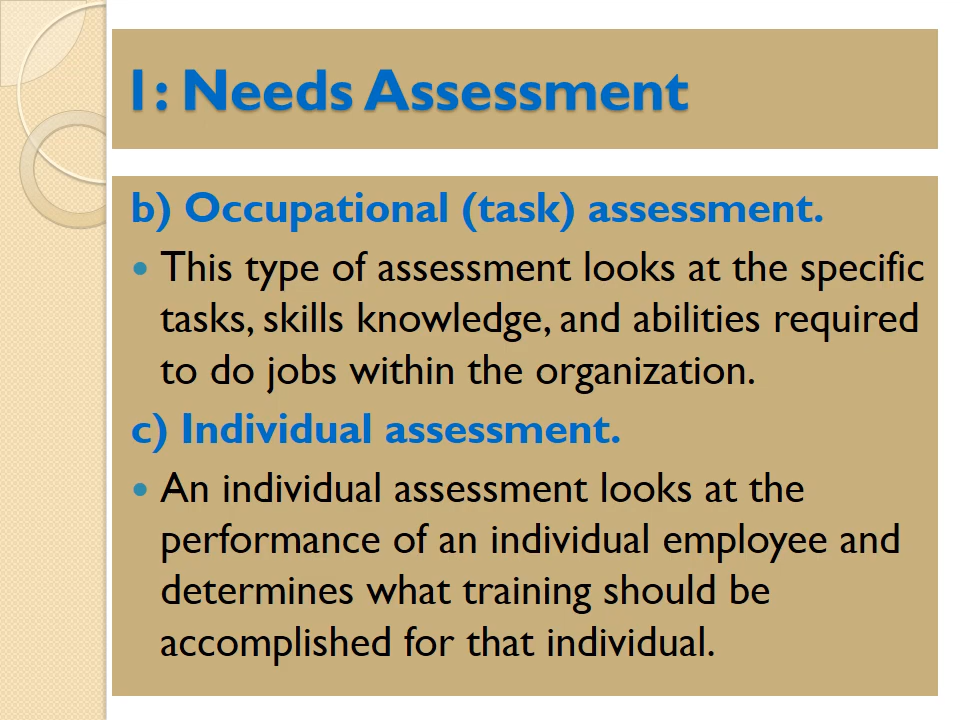 1: Needs Assessment
b) Occupational (task) assessment.
• This type of assessment looks at the specific
tasks, skills knowledge, and abilities required
to do jobs within the organization.
c) Individual assessment.
• An individual assessment looks at the
performance of an individual employee and
determines what training should be
accomplished for that individual.